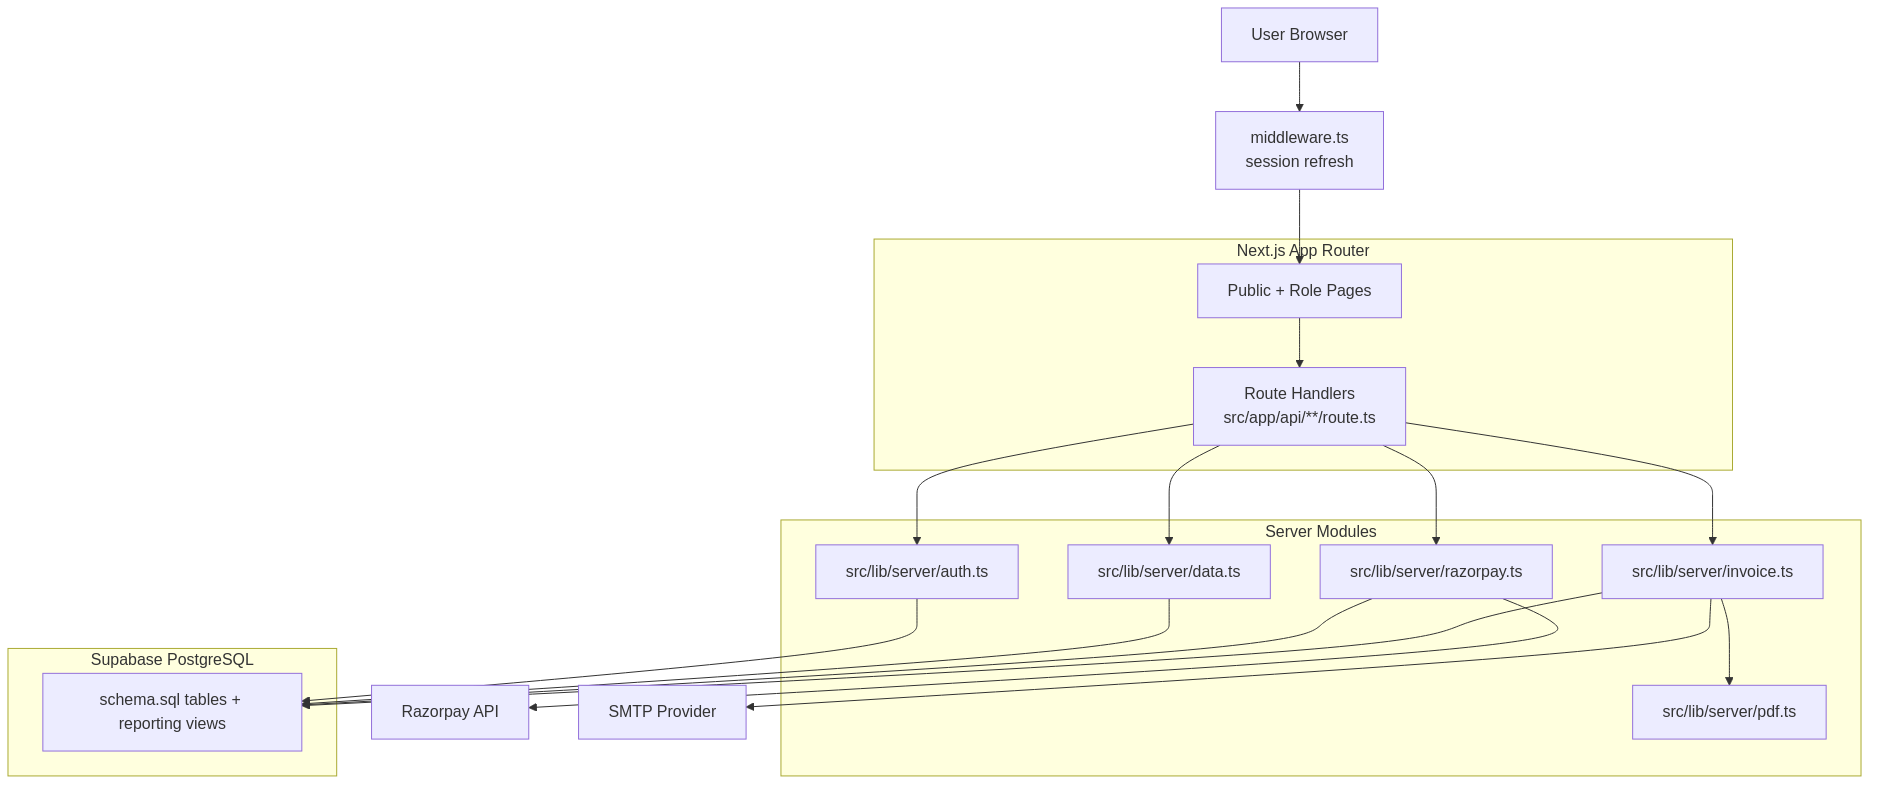 User Browser
middleware.ts
session refresh
Next.js App Router
Public + Role Pages
Route Handlers
src/app/api/**/route.ts
Server Modules
src/lib/server/auth.ts
src/lib/server/data.ts
src/lib/server/razorpay.ts
src/lib/server/invoice.ts
Supabase PostgreSQL
schema.sql tables +
reporting views
Razorpay API
SMTP Provider
src/lib/server/pdf.ts